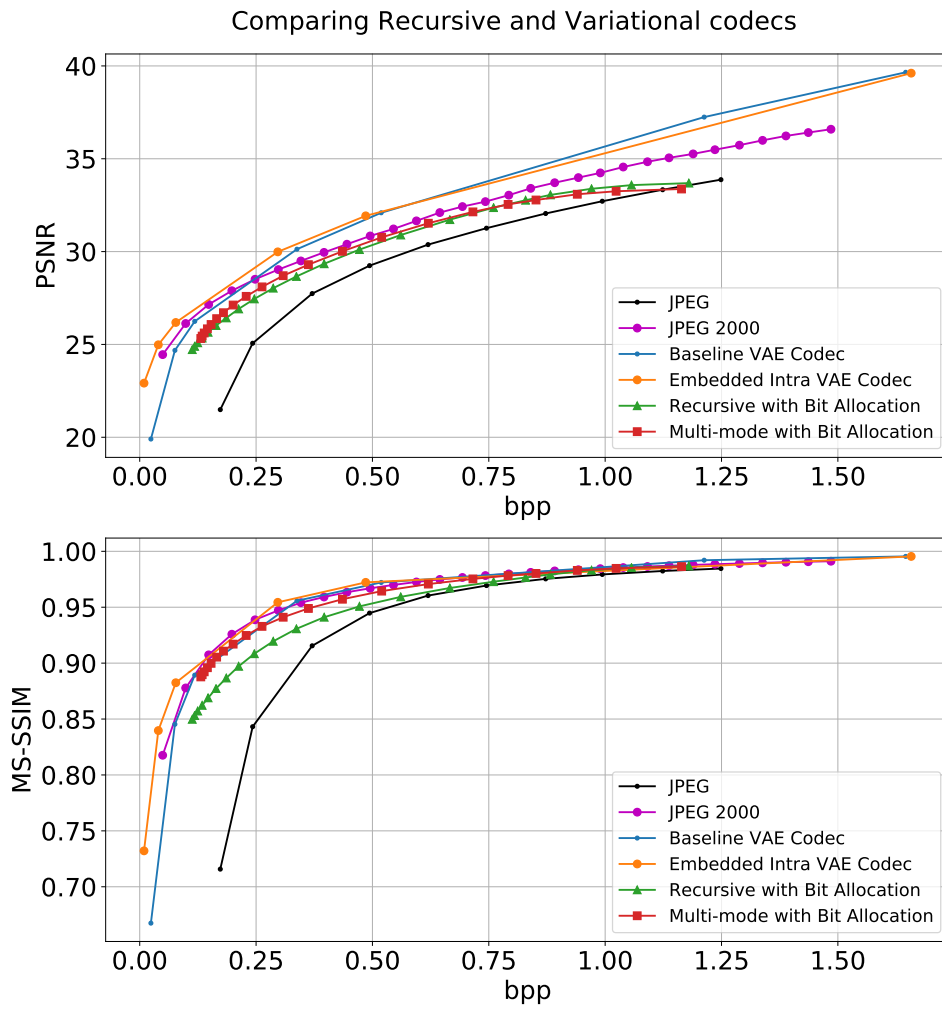 Comparing Recursive and Variational codecs
40
35
30
25
20
PSNR
JPEG
JPEG 2000
Baseline VAE Codec
Embedded Intra VAE Codec
Recursive with Bit Allocation
Multi-mode with Bit Allocation
0.00 0.25 0.50 0.75 1.00 1.25 1.50
bpp
1.00
0.95
0.90
0.85
0.80
0.75
0.70
MS-SSIM
JPEG
JPEG 2000
Baseline VAE Codec
Embedded Intra VAE Codec
Recursive with Bit Allocation
Multi-mode with Bit Allocation
0.00 0.25 0.50 0.75 1.00 1.25 1.50
bpp